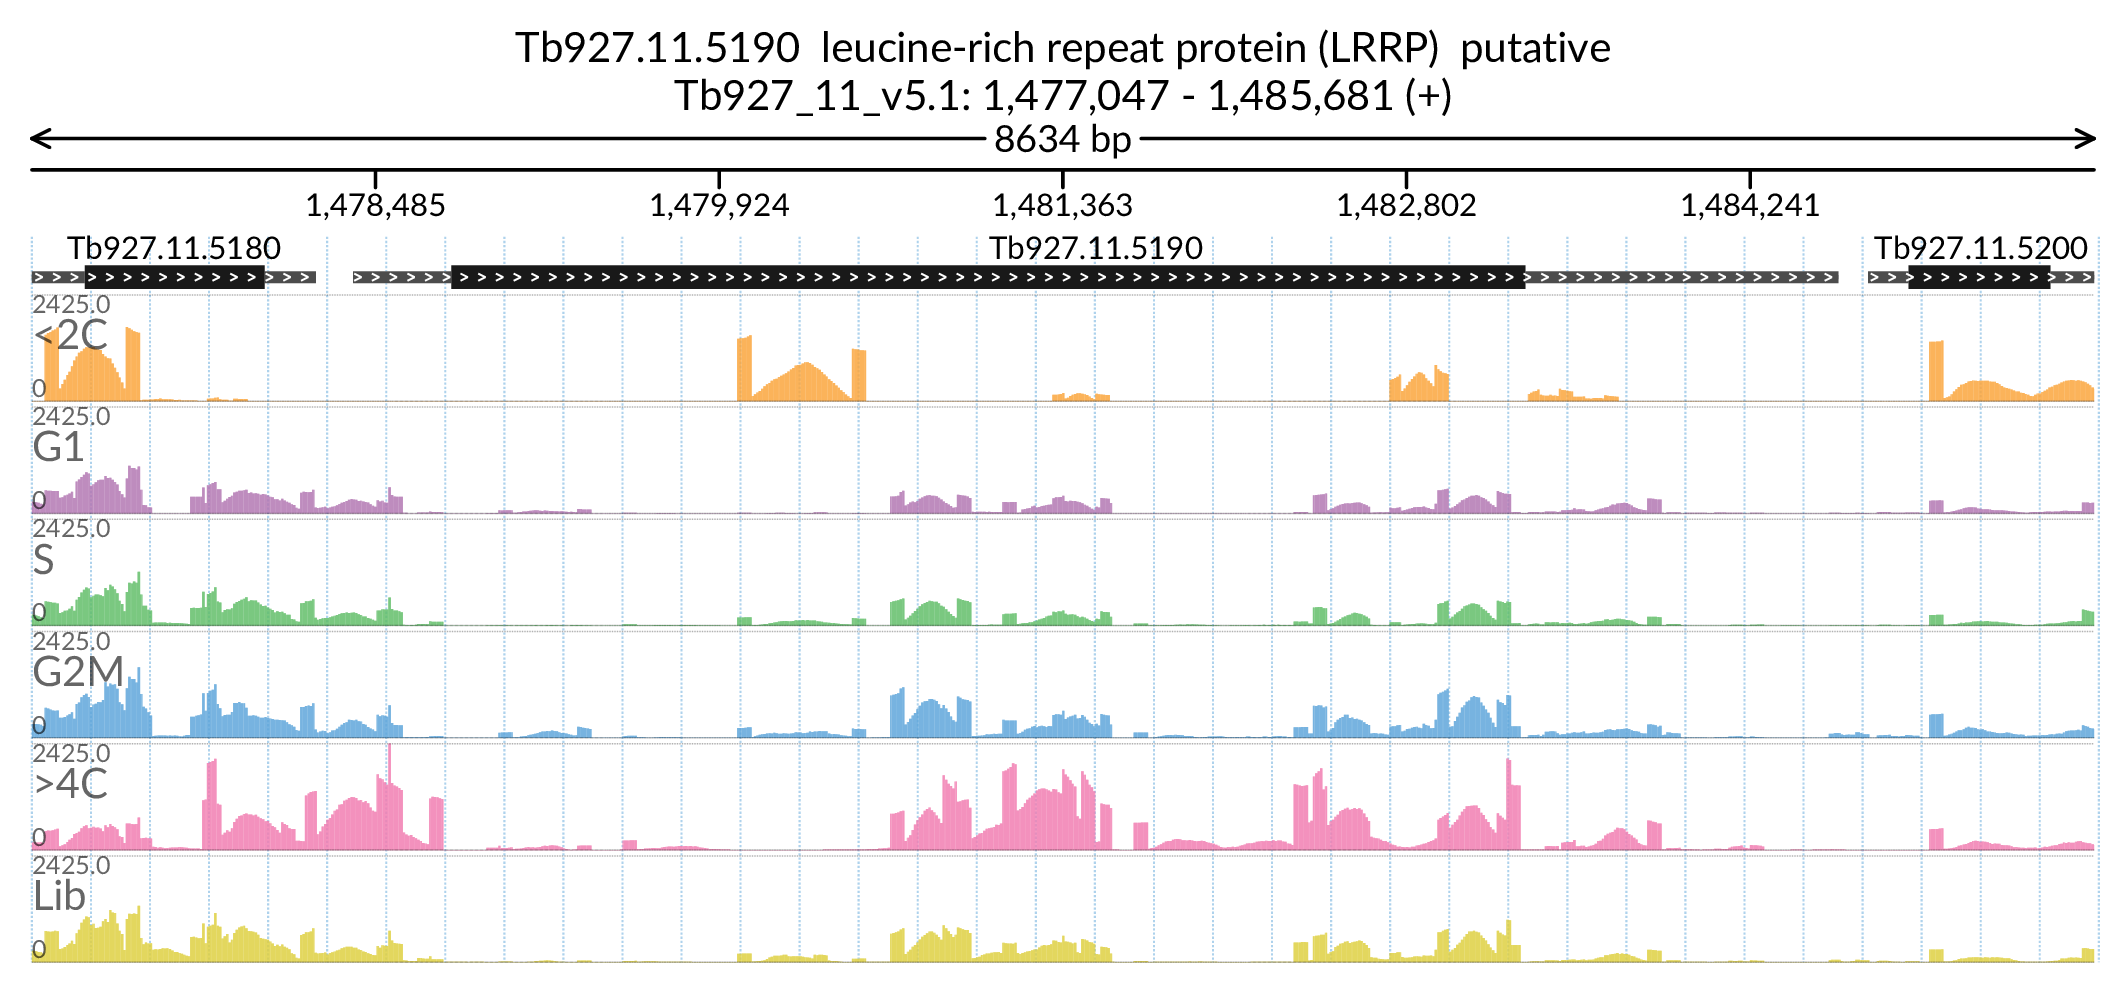 Tb927.11.5190 leucine-rich repeat protein (LRRP) putative
Tb927_11_v5.1: 1,477,047 - 1,485,681 (+)
8634 bp
1,478,485 1,479,924 1,481,363 1,482,802 1,484,241
Tb927.11.5180 Tb927.11.5190 Tb927.11.5200
2425.0
<2C
0
2425.0
G1
0
2425.0
S
0
2425.0
G2M
0
2425.0
>4C
0
2425.0
Lib
0